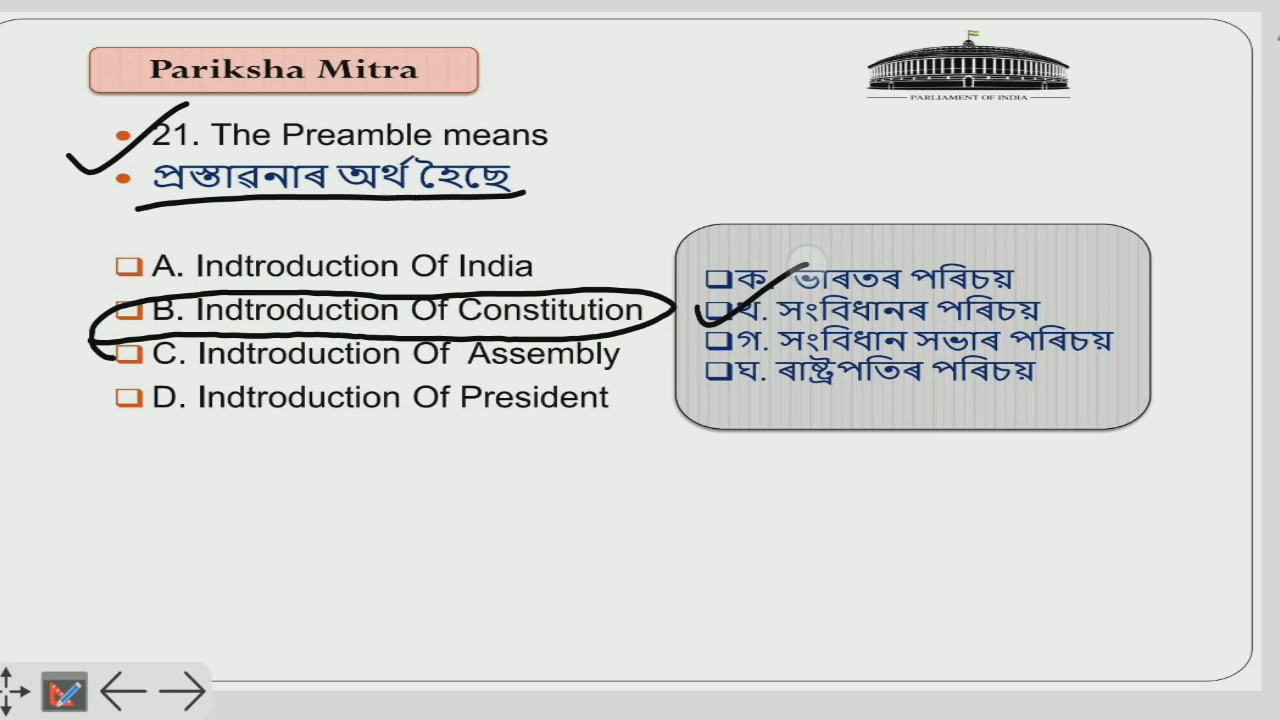 Pariksha Mitra
PARLIAMENT OF INDIA
21. The Preamble means
প্ৰস্তাৱনাৰ অৰ্থ হৈছে
A. Indtroduction Of India
B. Indtroduction Of Constitution
C. Indtroduction Of Assembly
D. Indtroduction Of President
ক. ভাৰতৰ পৰিচয়
খ. সংবিধানৰ পৰিচয়
গ. সংবিধান সভাৰ পৰিচয়
ঘ. ৰাষ্ট্ৰপতিৰ পৰিচয়